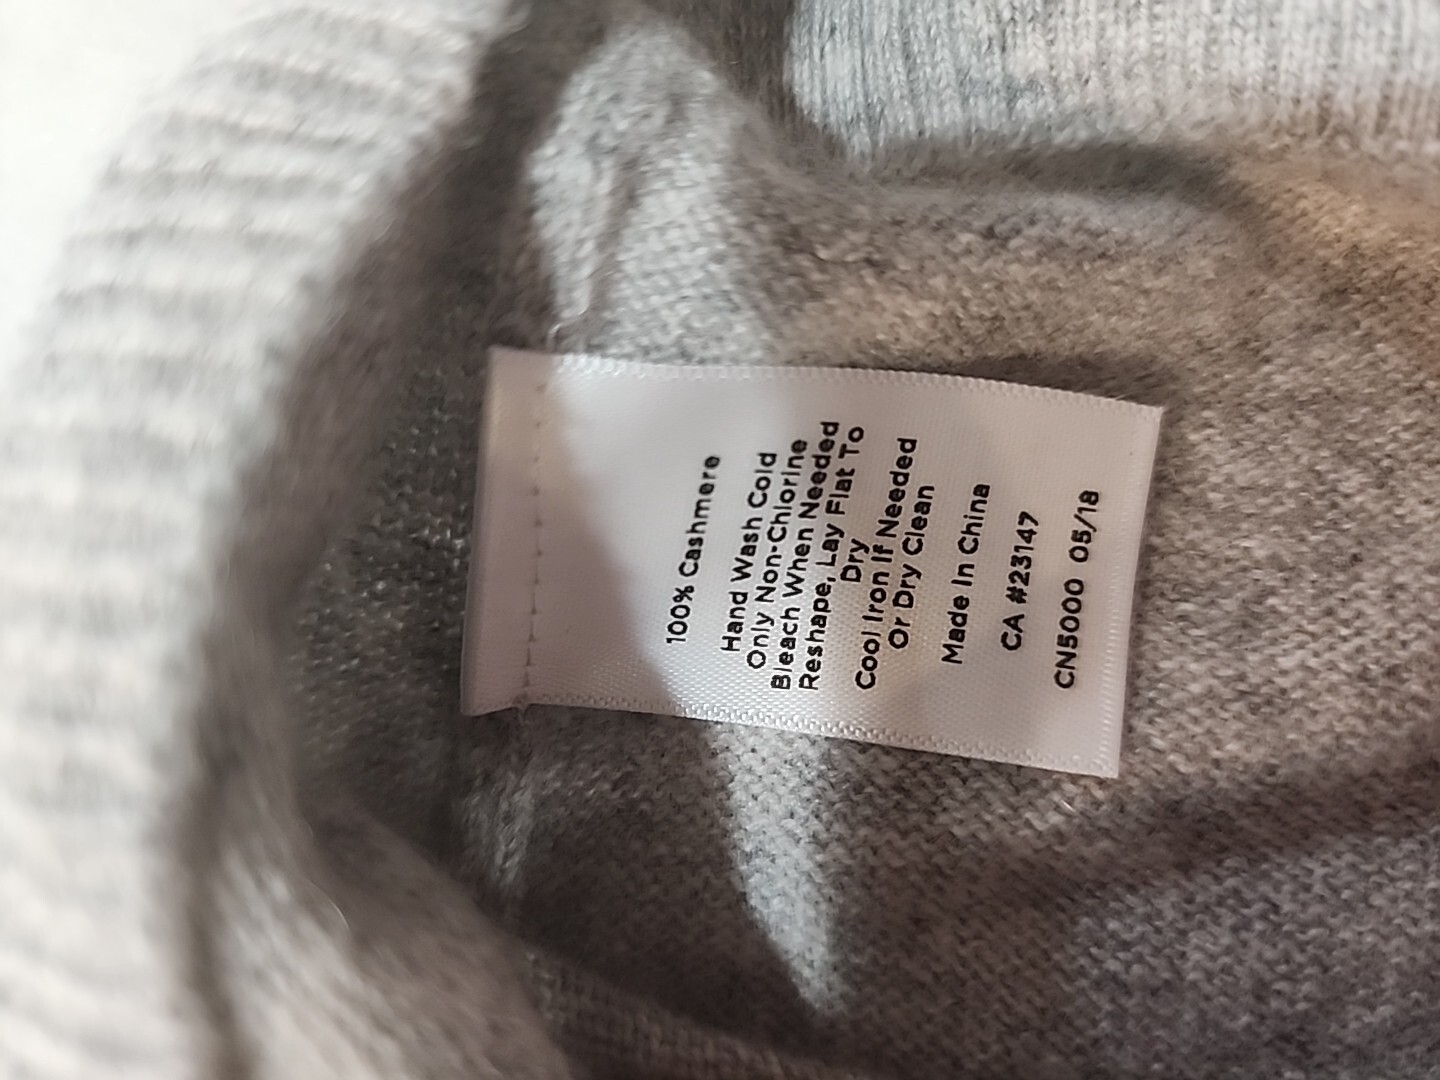 100% Cashmere
Hand Wash Cold
Only Non-Chlorine
Bleach When Needed
Reshape, Lay Flat To
Dry
Cool Iron If Needed
Or Dry Clean
Made In China
CA #23147
CN5000 05/18